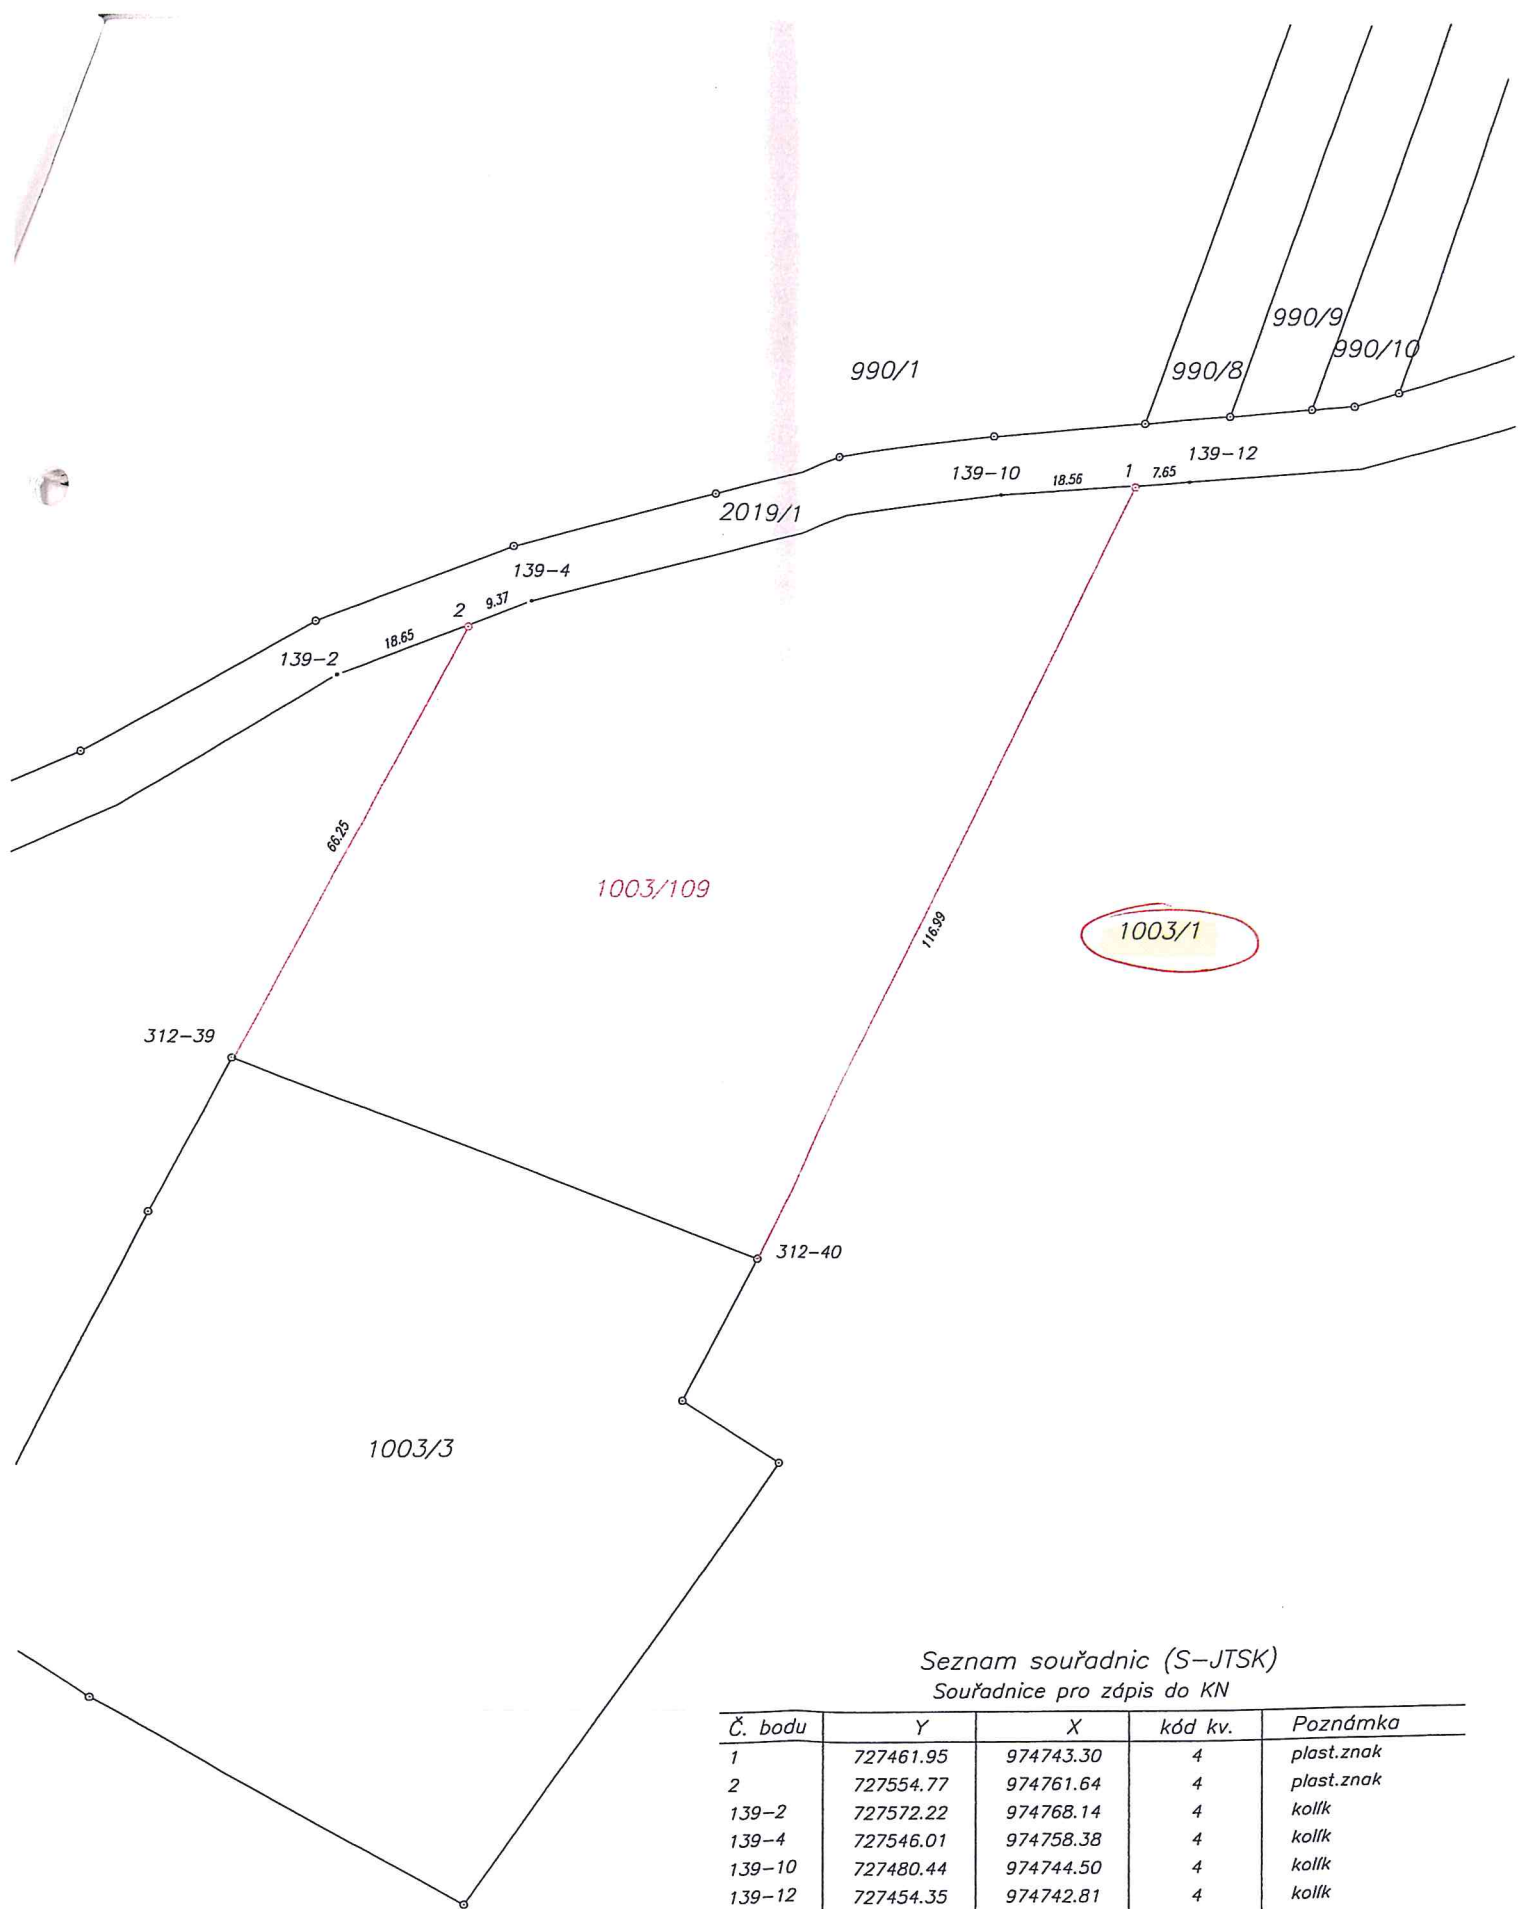 990/9
990/10
990/1
990/8
139-12
139-10
18.56
1
7.65
2019/1
139-4
2
9.37
18.65
139-2
66.25
1003/109
116.99
1003/1
312-39
312-40
1003/3
Seznam souřadnic (S-JTSK)
Souřadnice pro zápis do KN
Č. bodu Y X kód kv. Poznámka
1 727461.95 974743.30 4 plast.znak
2 727554.77 974761.64 4 plast.znak
139-2 727572.22 974768.14 4 kolík
139-4 727546.01 974758.38 4 kolík
139-10 727480.44 974744.50 4 kolík
139-12 727454.35 974742.81 4 kolík